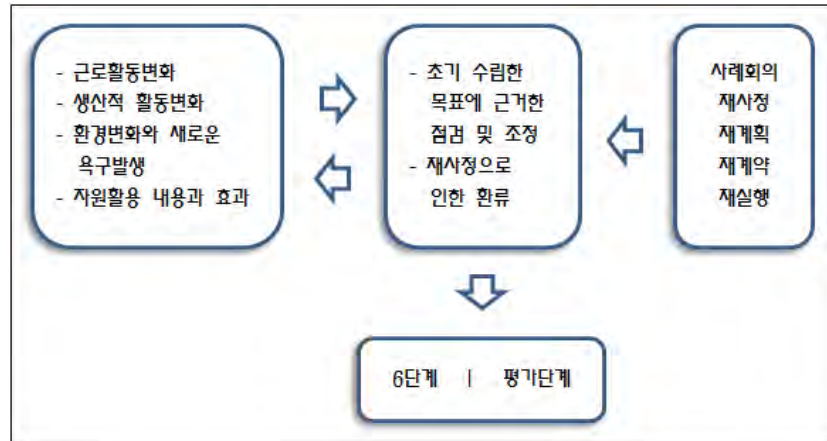 - 근로활동변화
- 생산적 활동변화
- 환경변화와 새로운
욕구발생
- 자원활용 내용과 효과
- 초기 수립한
목표에 근거한
점검 및 조정
- 재사정으로
인한 환류
사례회의
재사정
재계획
재계약
재실행
6단계 | 평가단계